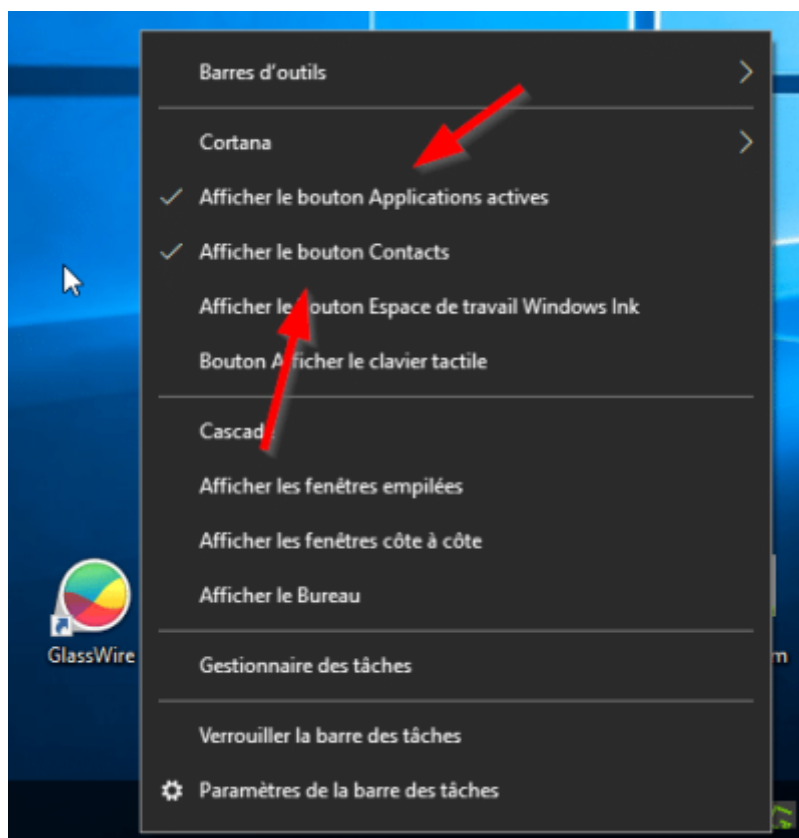 Barres d'outils
Cortana
Afficher le bouton Applications actives
Afficher le bouton Contacts
Afficher le bouton Espace de travail Windows Ink
Bouton Afficher le clavier tactile
Cascade
Afficher les fenêtres empilées
Afficher les fenêtres côte à côte
Afficher le Bureau
GlassWire
Gestionnaire des tâches
Verrouiller la barre des tâches
Paramètres de la barre des tâches